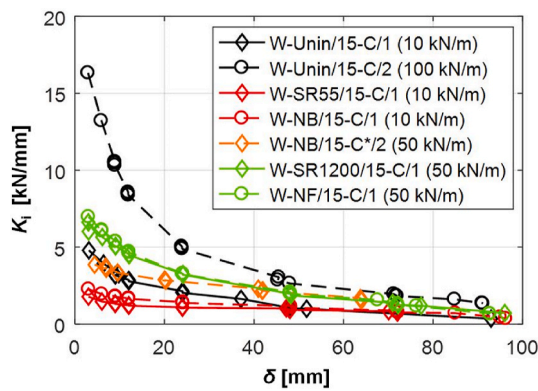 20
15
10
5
0
K_i [kN/mm]
W-Unin/15-C/1 (10 kN/m)
W-Unin/15-C/2 (100 kN/m)
W-SR55/15-C/1 (10 kN/m)
W-NB/15-C/1 (10 kN/m)
W-NB/15-C*/2 (50 kN/m)
W-SR1200/15-C/1 (50 kN/m)
W-NF/15-C/1 (50 kN/m)
0 20 40 60 80 100
δ [mm]